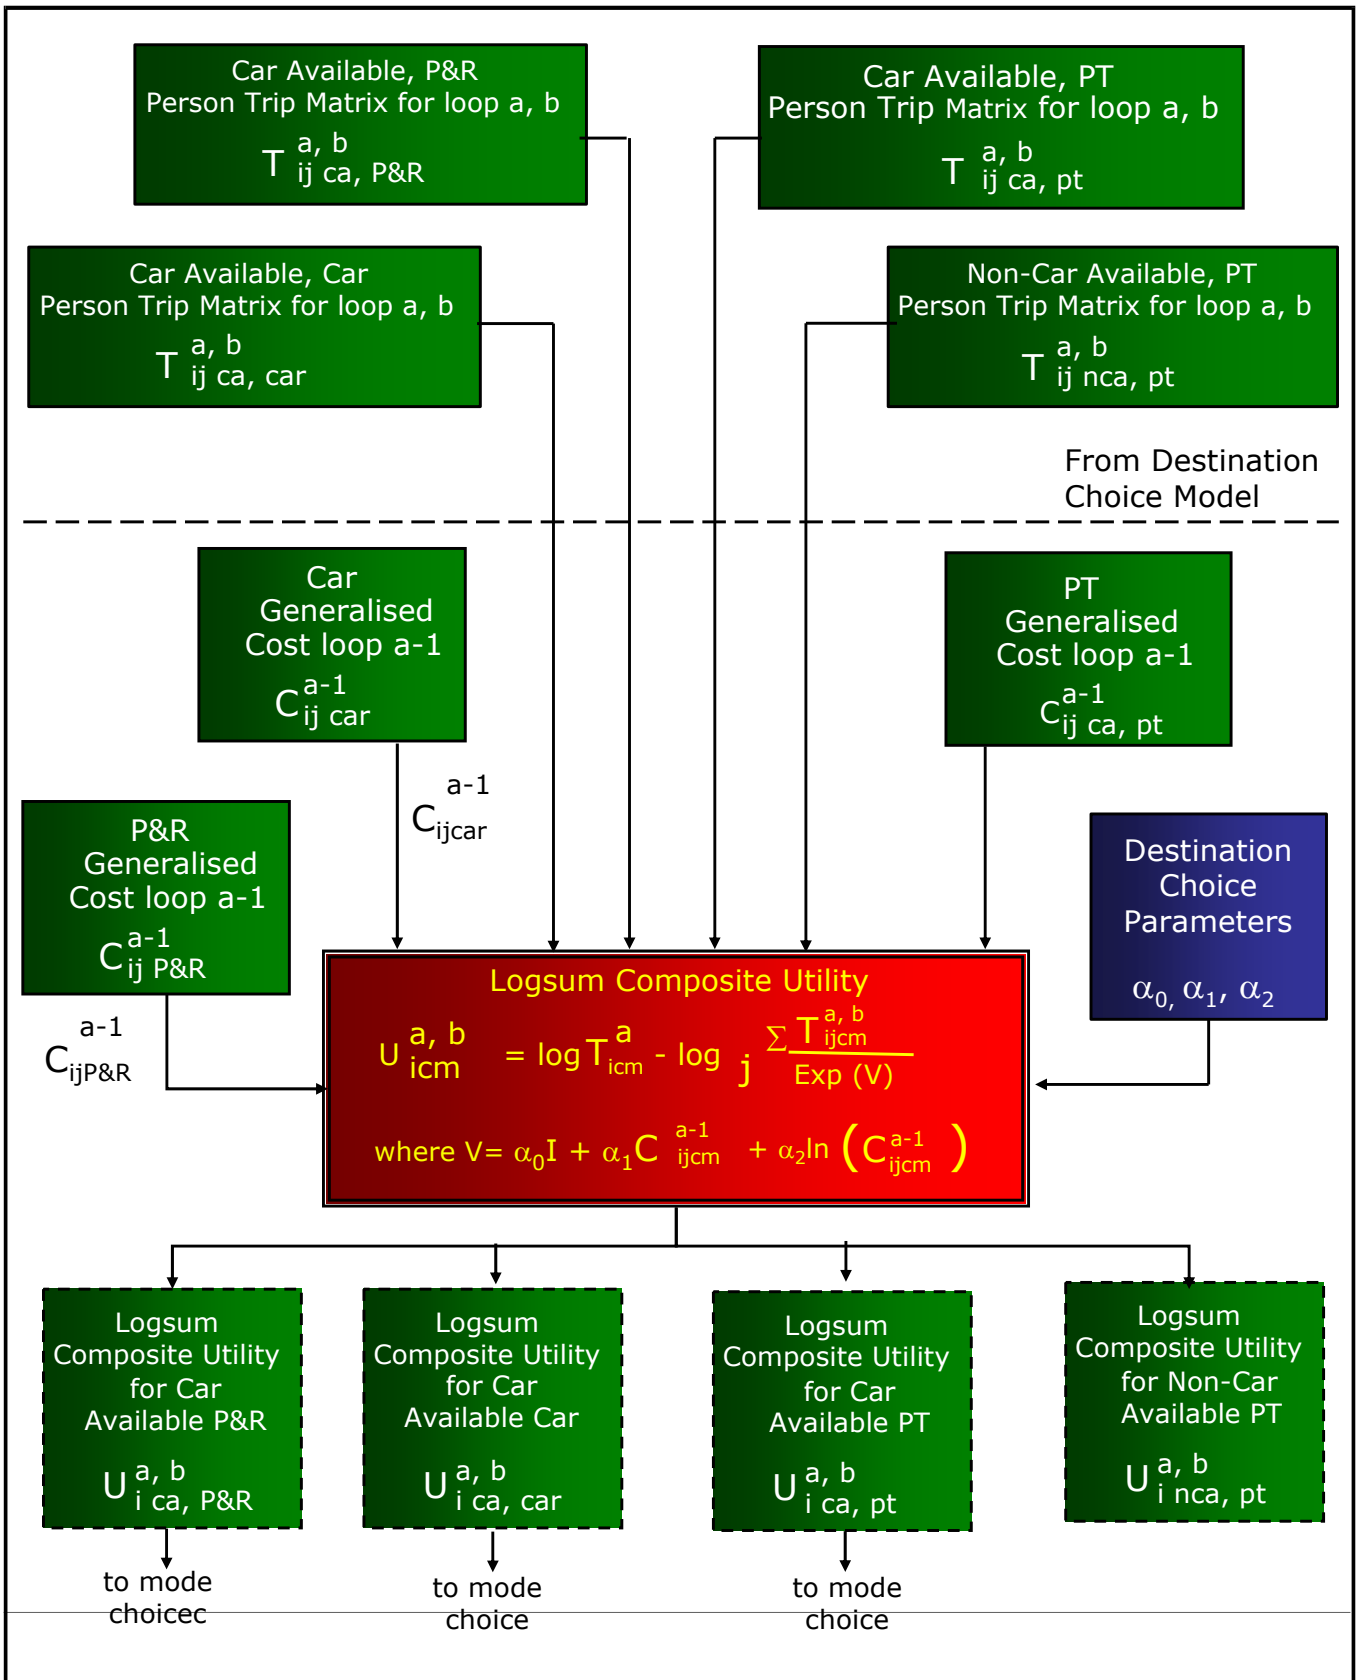 Car Available, P&R
Person Trip Matrix for loop a, b
T a, b ij ca, P&R
Car Available, PT
Person Trip Matrix for loop a, b
T a, b ij ca, pt
Car Available, Car
Person Trip Matrix for loop a, b
T a, b ij ca, car
Non-Car Available, PT
Person Trip Matrix for loop a, b
T a, b ij nca, pt
From Destination
Choice Model
Car
Generalised
Cost loop a-1
C a-1 ij car
PT
Generalised
Cost loop a-1
C a-1 ij ca, pt
a-1
C ijcar
P&R
Generalised
Cost loop a-1
C a-1 ij P&R
Destination
Choice
Parameters
α0, α1, α2
a-1
C ijP&R
Logsum Composite Utility
U a, b icm = log T a icm - log j Σ T a, b ijcm / Exp (V)
where V= α0I + α1C a-1 ijcm + α2ln (C a-1 ijcm)
Logsum
Composite Utility
for Car
Available P&R
U a, b i ca, P&R
Logsum
Composite Utility
for Car
Available Car
U a, b i ca, car
Logsum
Composite Utility
for Car
Available PT
U a, b i ca, pt
Logsum
Composite Utility
for Non-Car
Available PT
U a, b i nca, pt
to mode
choicec
to mode
choice
to mode
choice